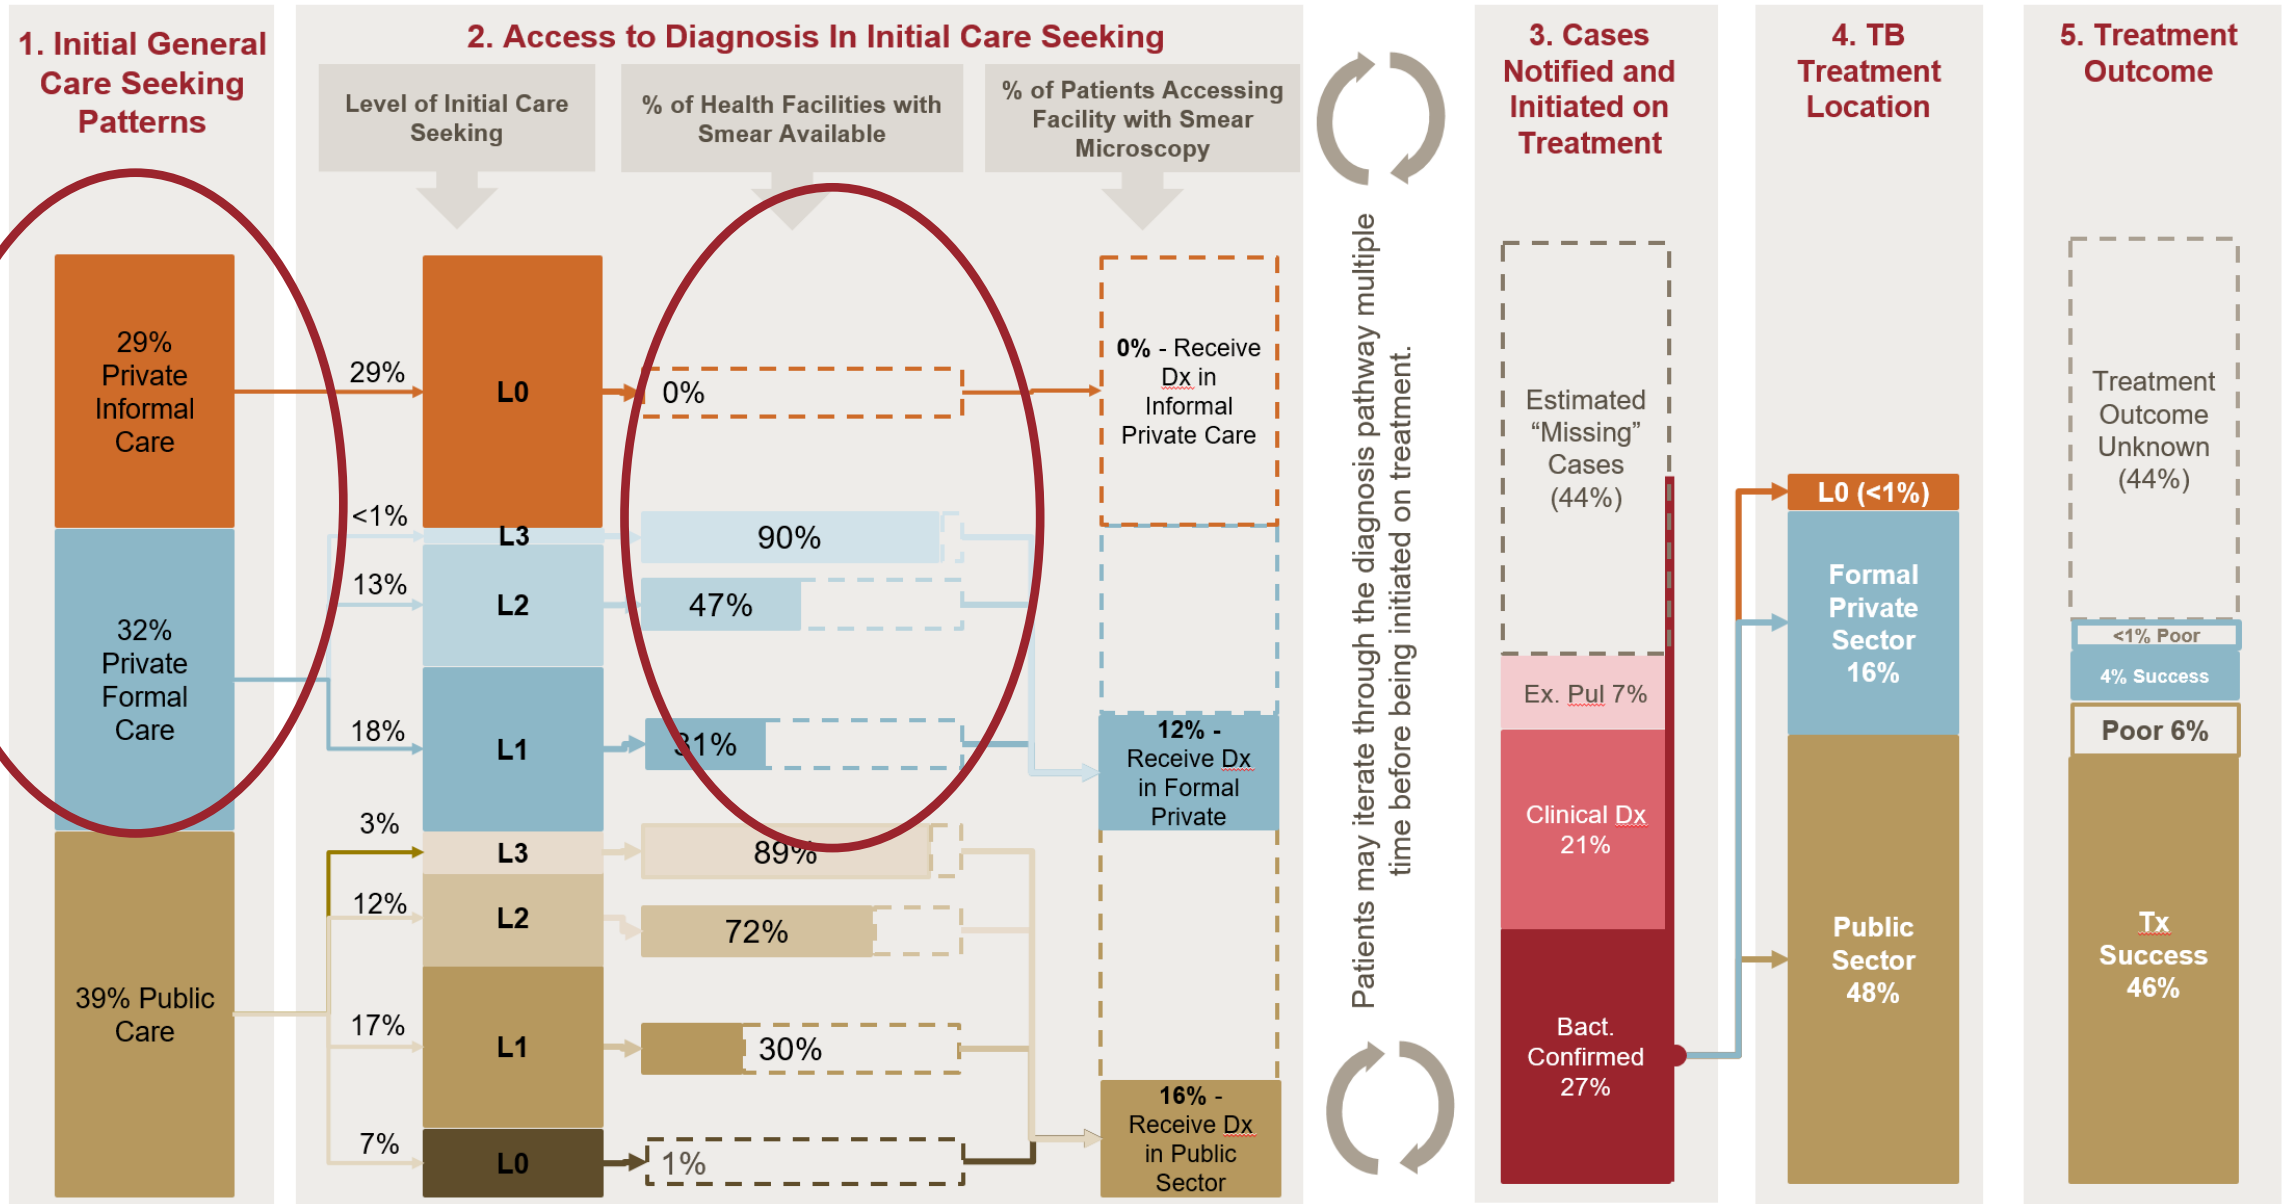 1. Initial General
Care Seeking
Patterns
29%
Private
Informal
Care
32%
Private
Formal
Care
39% Public
Care
2. Access to Diagnosis In Initial Care Seeking
Level of Initial Care
Seeking
% of Health Facilities with
Smear Available
% of Patients Accessing
Facility with Smear
Microscopy
29%
L0
0%
<1%
L3
90%
13%
L2
47%
18%
L1
31%
3%
L3
89%
12%
L2
72%
17%
L1
30%
7%
L0
1%
0% - Receive
Dx in
Informal
Private Care
12% -
Receive Dx
in Formal
Private
16% -
Receive Dx
in Public
Sector
Patients may iterate through the diagnosis pathway multiple
time before being initiated on treatment.
3. Cases
Notified and
Initiated on
Treatment
Estimated
“Missing”
Cases
(44%)
Ex. Pul 7%
Clinical Dx
21%
Bact.
Confirmed
27%
4. TB
Treatment
Location
L0 (<1%)
Formal
Private
Sector
16%
Public
Sector
48%
5. Treatment
Outcome
Treatment
Outcome
Unknown
(44%)
<1% Poor
4% Success
Poor 6%
Tx
Success
46%